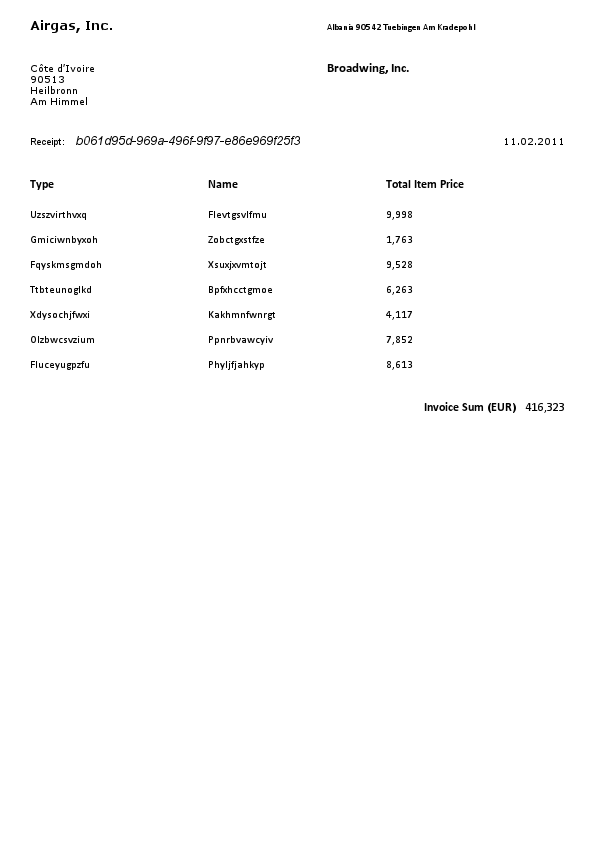 Airgas, Inc.
Albania 90542 Tuebingen Am Kradepohl
Côte d'Ivoire
90513
Heilbronn
Am Himmel
Broadwing, Inc.
Receipt: b061d95d-969a-496f-9f97-e86e969f25f3 11.02.2011
Type Name Total Item Price
Uzszvirthvxq Flevtgsvlfmu 9,998
Gmiciwnbyxoh Zobctgxstfze 1,763
Fqyskmsgmdoh Xsuxjxvmtojt 9,528
Ttbteunoglkd Bpfxhcctgmoe 6,263
Xdysochjfwxi Kakhmnfwnrgt 4,117
Olzbwcsvzium Ppnrbvawcyiv 7,852
Fluceyugpzfu Phyljfjahkyp 8,613
Invoice Sum (EUR) 416,323